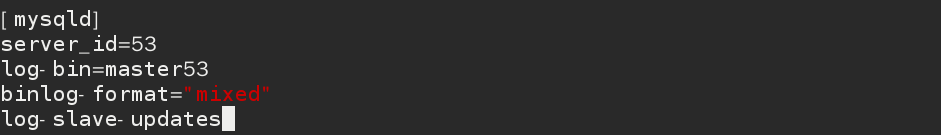 [mysqld]
server_id=53
log-bin=master53
binlog-format="mixed"
log-slave-updates